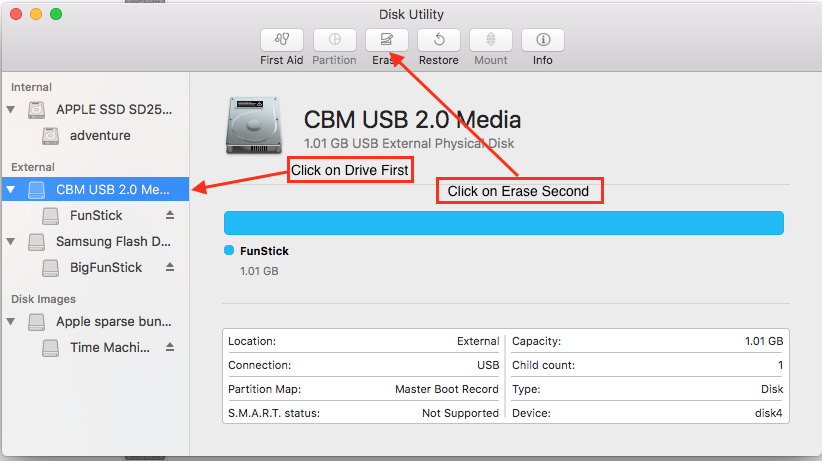 Disk Utility
First Aid
Partition
Erase
Restore
Mount
Info
Internal
APPLE SSD SD25...
adventure
External
CBM USB 2.0 Me...
FunStick
Samsung Flash D...
BigFunStick
Disk Images
Apple sparse bun...
Time Machi...
CBM USB 2.0 Media
1.01 GB USB External Physical Disk
Click on Drive First
Click on Erase Second
FunStick
1.01 GB
Location: External
Connection: USB
Partition Map: Master Boot Record
S.M.A.R.T. status: Not Supported
Capacity: 1.01 GB
Child count: 1
Type: Disk
Device: disk4